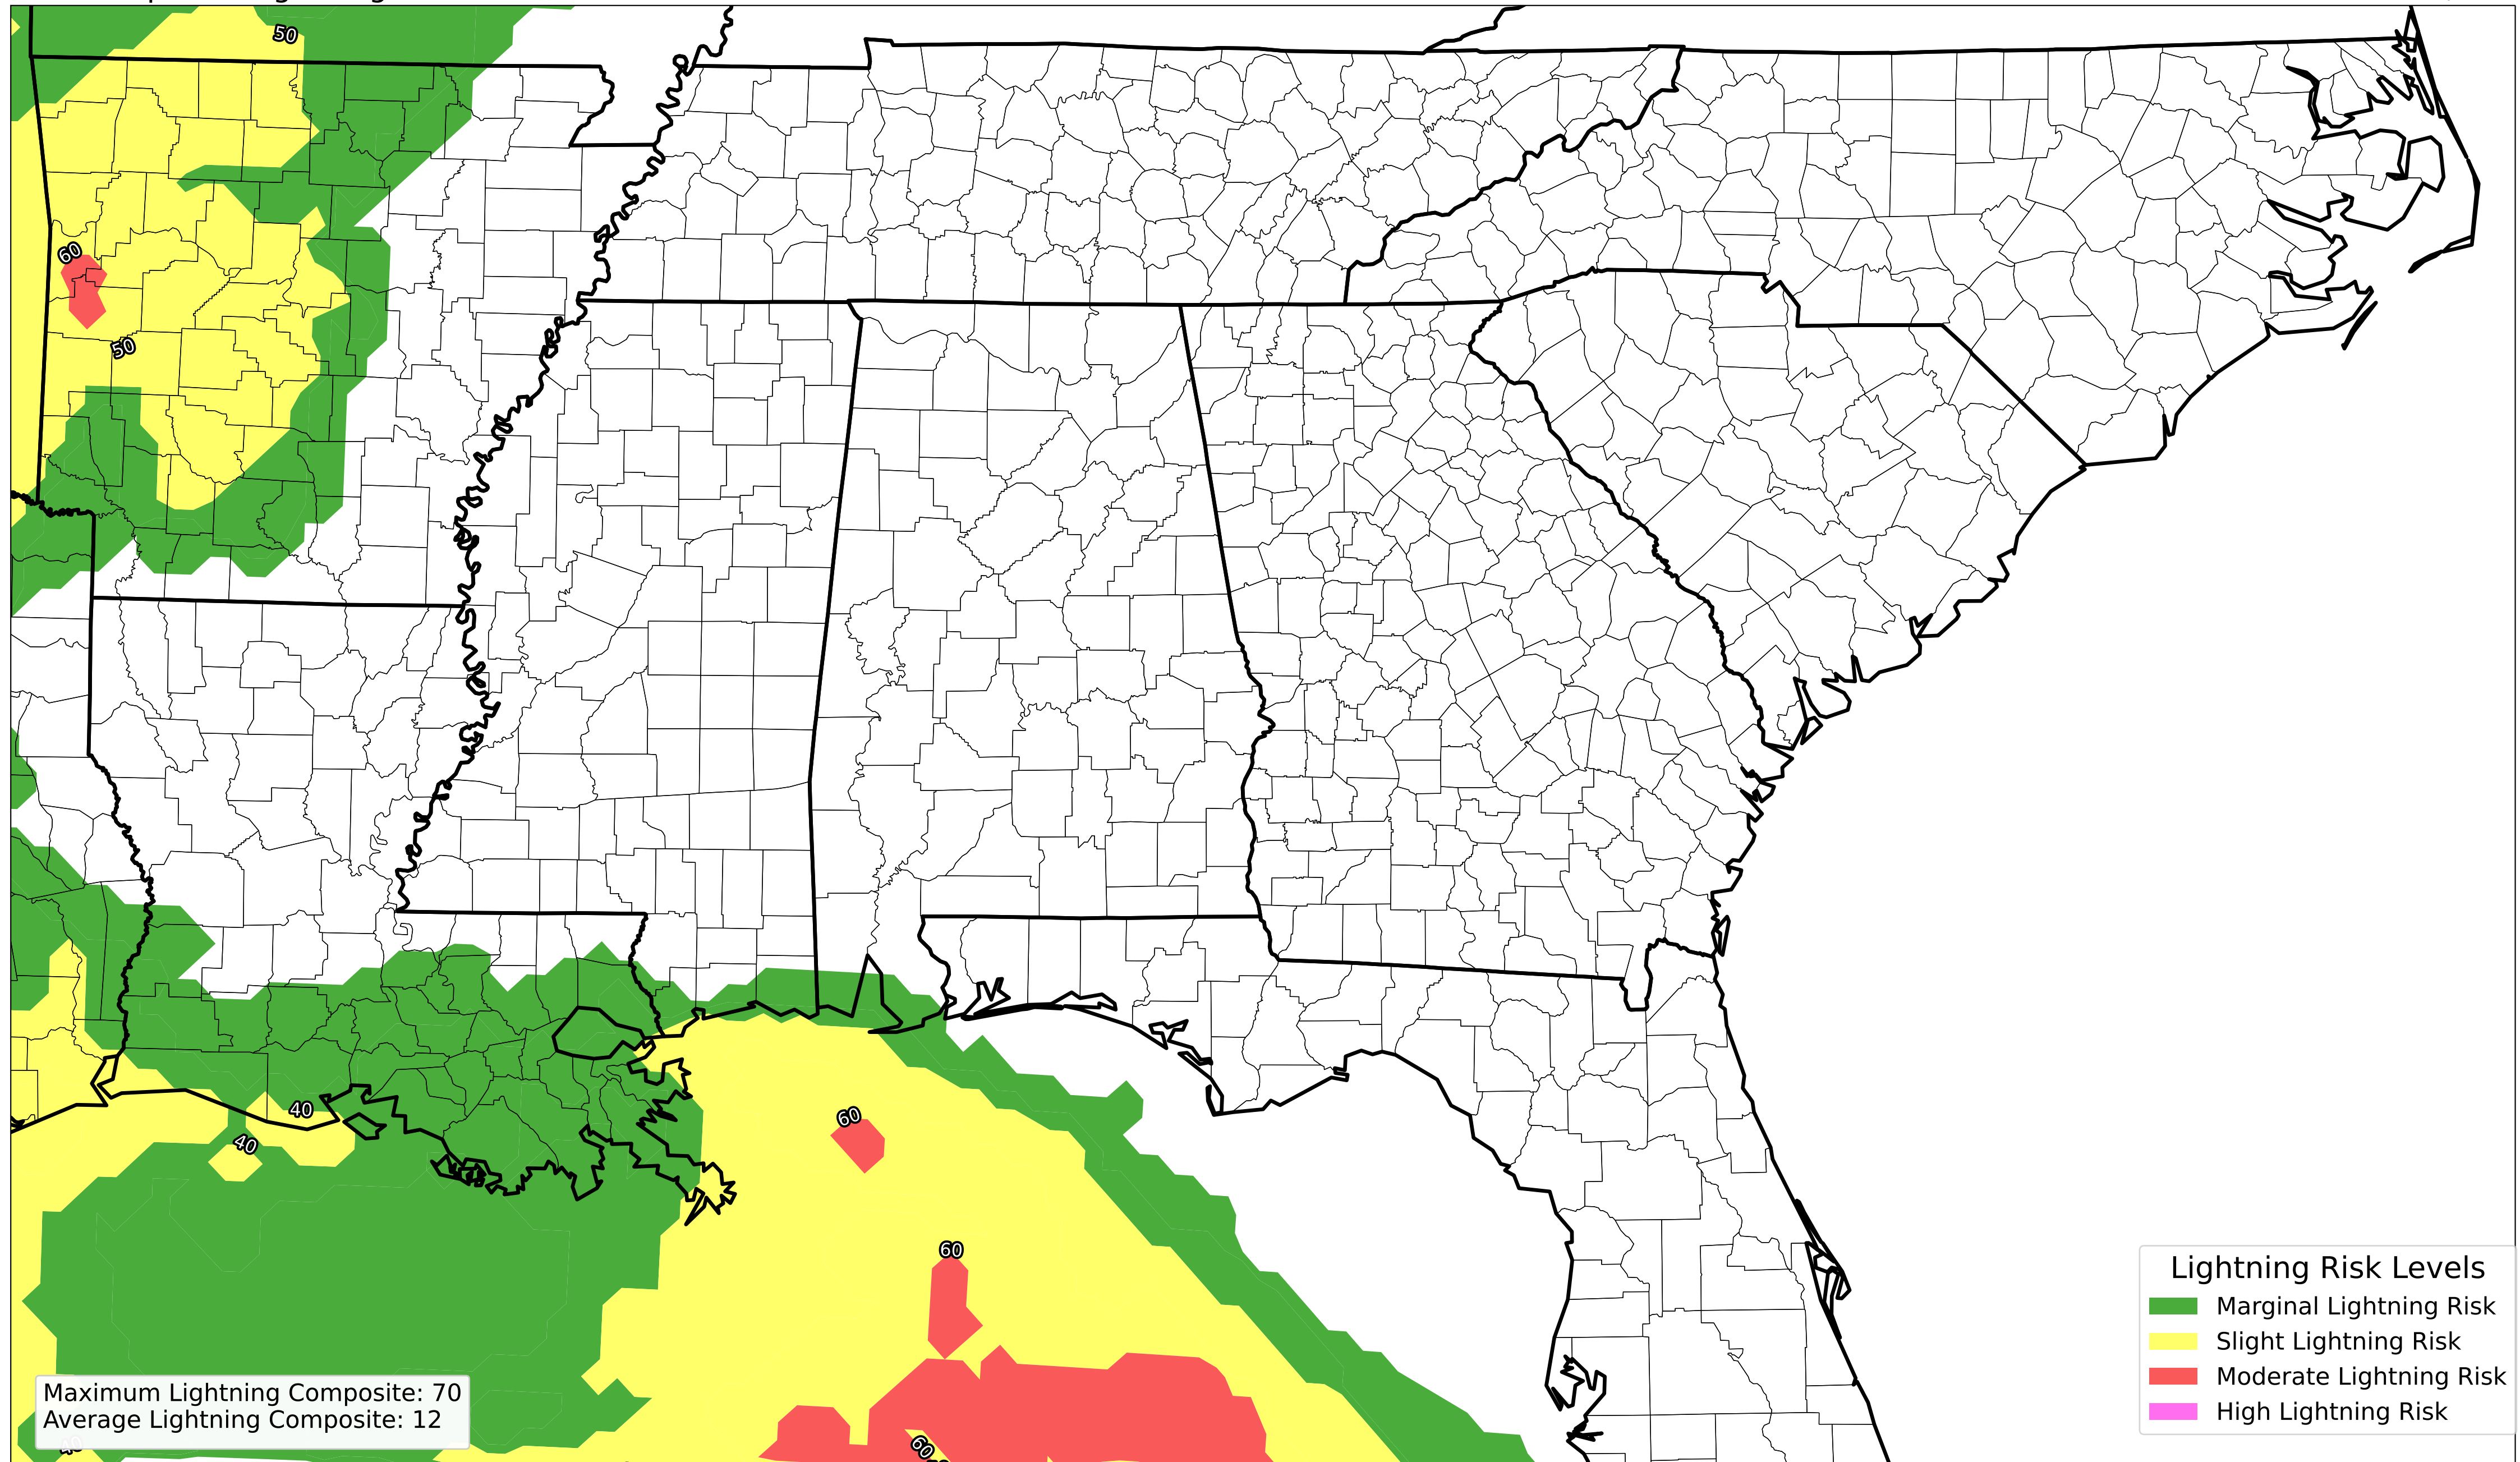 50
60
50
40
40
60
60
60
Lightning Risk Levels
Marginal Lightning Risk
Slight Lightning Risk
Moderate Lightning Risk
High Lightning Risk
Maximum Lightning Composite: 70
Average Lightning Composite: 12